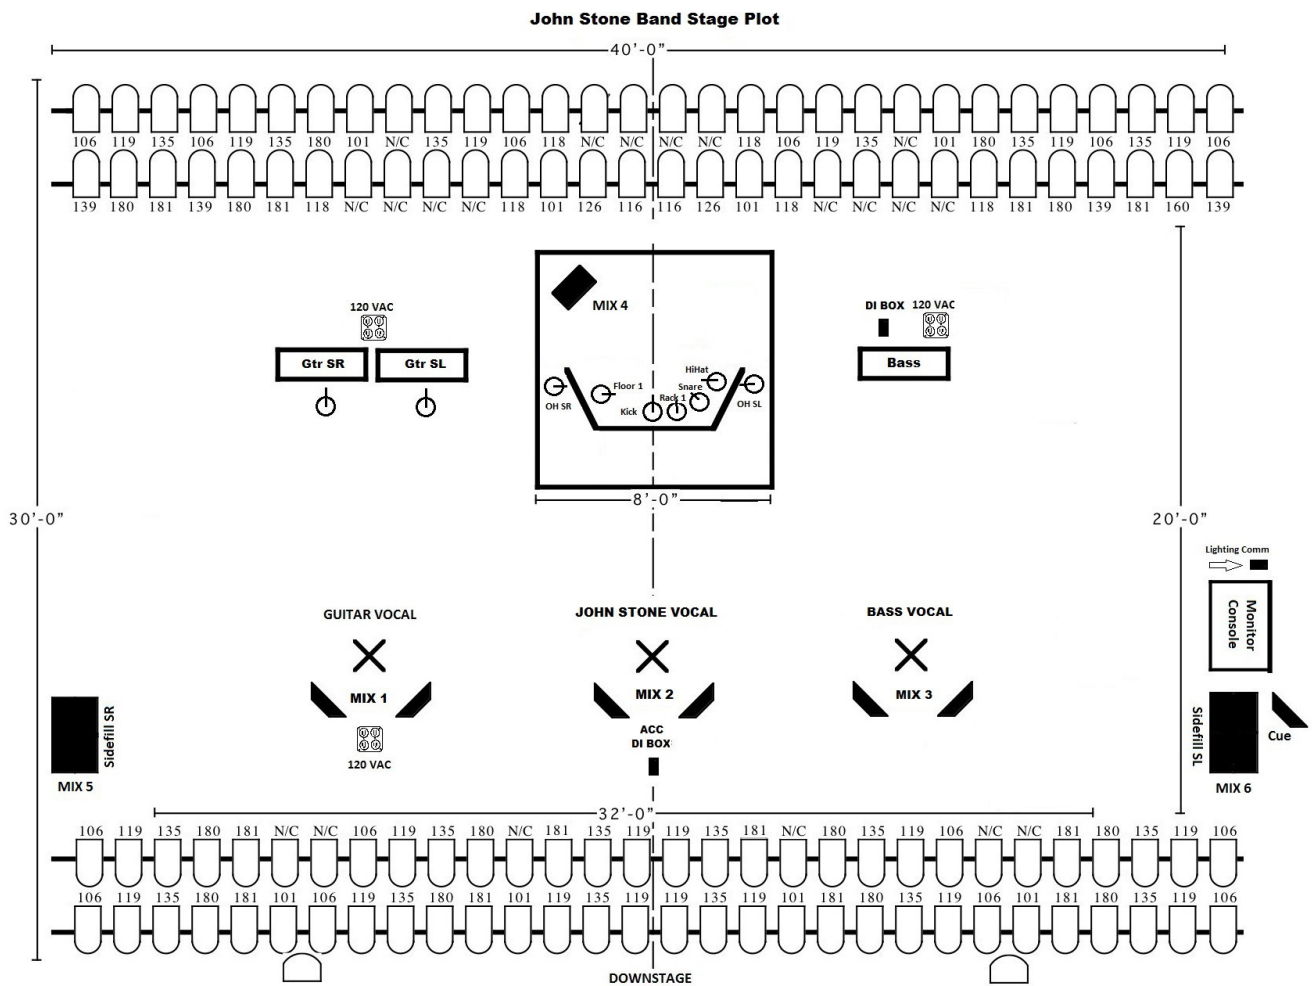 John Stone Band Stage Plot
40'-0"
106 119 135 106 119 135 180 101 N/C 135 119 106 118 N/C N/C N/C N/C 118 106 119 135 N/C 101 180 135 119 106 135 119 106
139 180 181 139 180 181 118 N/C N/C N/C N/C 118 101 126 116 116 126 101 118 N/C N/C N/C N/C 118 181 180 139 181 160 139
MIX 4
120 VAC
DI BOX 120 VAC
Gtr SR
Gtr SL
Bass
HiHat
Floor 1
Snare
Rack 1
OH SR
Kick
OH SL
8'-0"
30'-0"
20'-0"
Lighting Comm
Monitor
Console
GUITAR VOCAL
JOHN STONE VOCAL
BASS VOCAL
MIX 1
MIX 2
MIX 3
ACC
DI BOX
120 VAC
Sidefill SR
MIX 5
Sidefill SL
Cue
MIX 6
32'-0"
106 119 135 180 181 N/C N/C 106 119 135 180 N/C 181 135 119 119 135 181 N/C 180 135 119 106 N/C N/C 181 180 135 119 106
106 119 135 180 181 101 106 119 135 180 181 101 119 135 119 119 135 119 101 181 180 135 119 106 101 181 180 135 119 106
DOWNSTAGE